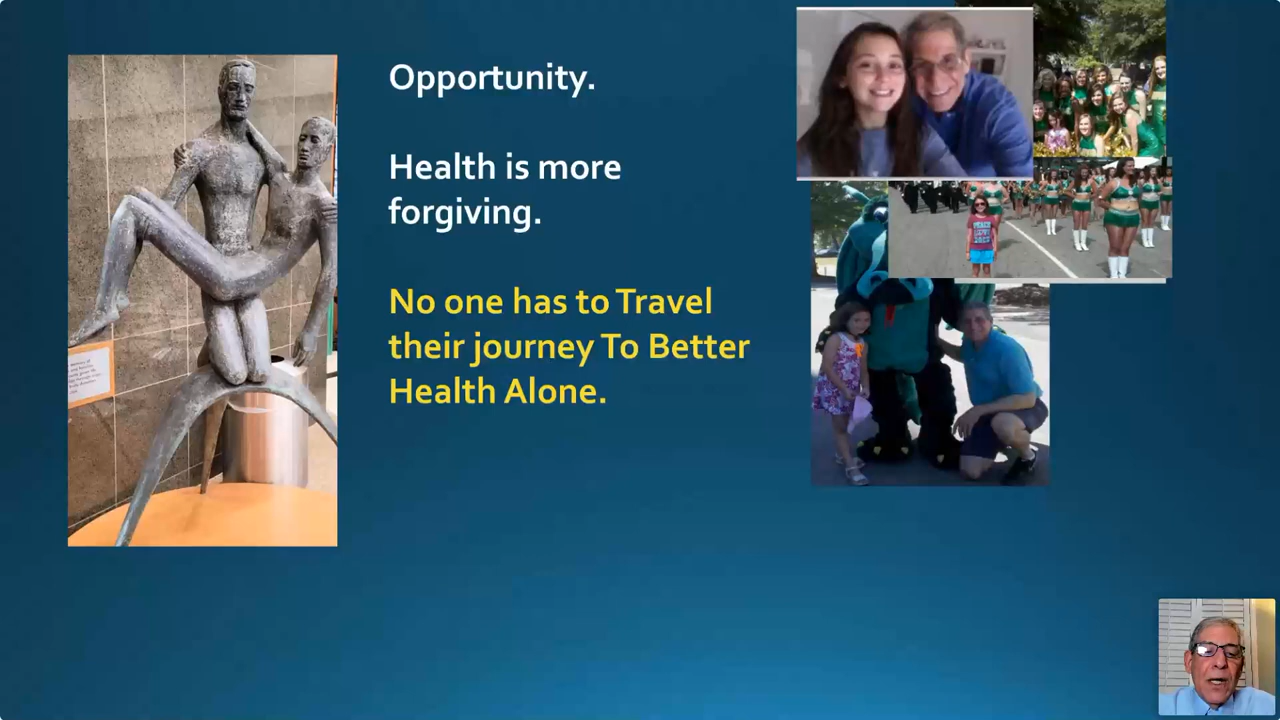 Opportunity.
Health is more
forgiving.
No one has to Travel
their journey To Better
Health Alone.